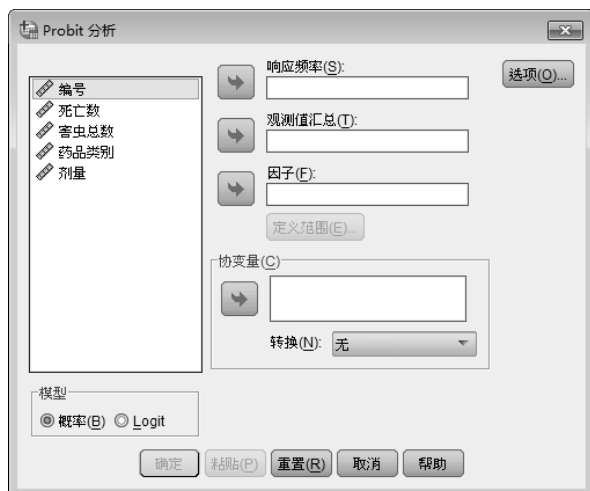 Probit 分析
编号
死亡数
害虫总数
药品类别
剂量
响应频率(S):
观测值汇总(T):
因子(F):
定义范围(E)...
协变量(C)
转换(N): 无
选项(O)...
模型
概率(B) Logit
确定 粘贴(P) 重置(R) 取消 帮助